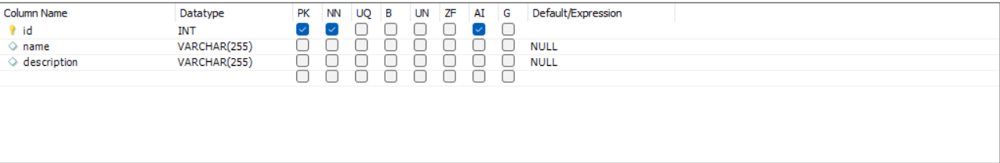 Column Name Datatype PK NN UQ B UN ZF AI G Default/Expression
id INT
name VARCHAR(255) NULL
description VARCHAR(255) NULL